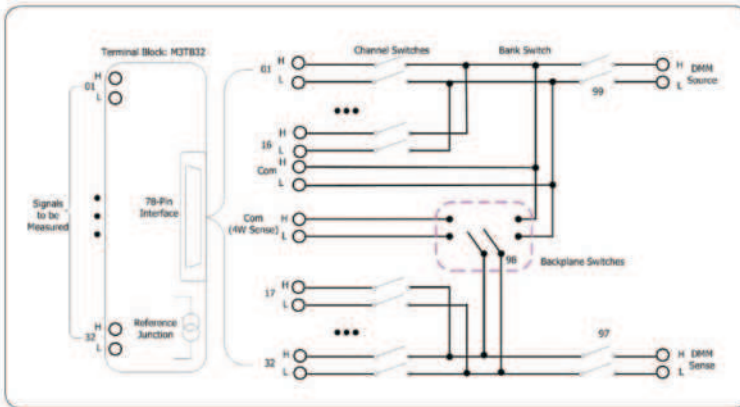 Terminal Block: M3TB32
H
01
L
Signals
to be
Measured
H
32
L
78-Pin
Interface
Reference
Junction
Channel Switches
Bank Switch
01
H
L
16
H
L
Com
H
L
Com
(4W Sense)
H
L
17
H
L
32
H
L
99
H
L
DMM
Source
98
Backplane Switches
97
H
L
DMM
Sense